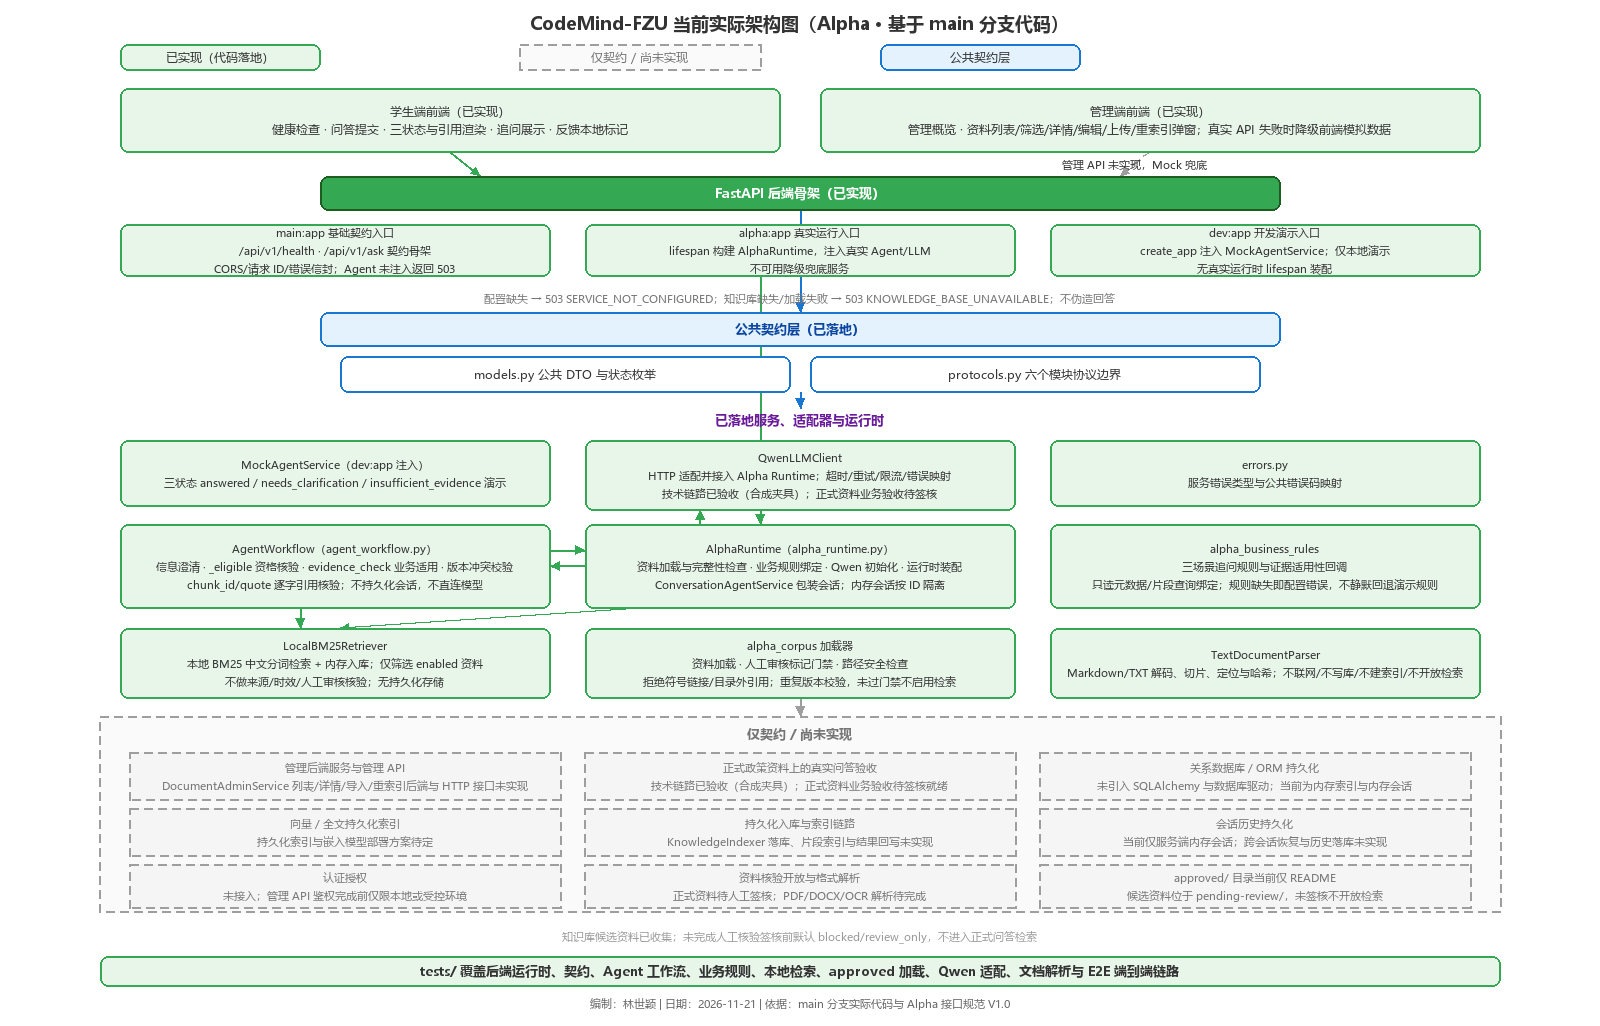 CodeMind-FZU 当前实际架构图（Alpha · 基于 main 分支代码）
已实现（代码落地）
仅契约 / 尚未实现
公共契约层
学生端前端（已实现）
健康检查 · 问答提交 · 三状态与引用渲染 · 追问展示 · 反馈本地标记
管理端前端（已实现）
管理概览 · 资料列表/筛选/详情/编辑/上传/重索引弹窗；真实 API 失败时降级前端模拟数据
管理 API 未实现，Mock 兜底
FastAPI 后端骨架（已实现）
main:app 基础契约入口
/api/v1/health · /api/v1/ask 契约骨架
CORS/请求 ID/错误信封；Agent 未注入返回 503
alpha:app 真实运行入口
lifespan 构建 AlphaRuntime，注入真实 Agent/LLM
不可用降级兜底服务
dev:app 开发演示入口
create_app 注入 MockAgentService；仅本地演示
无真实运行时 lifespan 装配
配置缺失 → 503 SERVICE_NOT_CONFIGURED；知识库缺失/加载失败 → 503 KNOWLEDGE_BASE_UNAVAILABLE；不伪造回答
公共契约层（已落地）
models.py 公共 DTO 与状态枚举
protocols.py 六个模块协议边界
已落地服务、适配器与运行时
MockAgentService（dev:app 注入）
三状态 answered / needs_clarification / insufficient_evidence 演示
QwenLLMClient
HTTP 适配并接入 Alpha Runtime；超时/重试/限流/错误映射
技术链路已验收（合成夹具）；正式资料业务验收待签核
errors.py
服务错误类型与公共错误码映射
AgentWorkflow（agent_workflow.py）
信息澄清 · _eligible 资格核验 · evidence_check 业务适用 · 版本冲突校验
chunk_id/quote 逐字引用核验；不持久化会话，不直连模型
AlphaRuntime（alpha_runtime.py）
资料加载与完整性检查 · 业务规则绑定 · Qwen 初始化 · 运行时装配
ConversationAgentService 包装会话；内存会话按 ID 隔离
alpha_business_rules
三场景追问规则与证据适用性回调
只读元数据/片段查询绑定；规则缺失即配置错误，不静默回退演示规则
LocalBM25Retriever
本地 BM25 中文分词检索 + 内存入库；仅筛选 enabled 资料
不做来源/时效/人工审核核验；无持久化存储
alpha_corpus 加载器
资料加载 · 人工审核标记门禁 · 路径安全检查
拒绝符号链接/目录外引用；重复版本校验，未过门禁不启用检索
TextDocumentParser
Markdown/TXT 解码、切片、定位与哈希；不联网/不写库/不建索引/不开放检索
仅契约 / 尚未实现
管理后端服务与管理 API
DocumentAdminService 列表/详情/导入/重索引后端与 HTTP 接口未实现
正式政策资料上的真实问答验收
技术链路已验收（合成夹具）；正式资料业务验收待签核就绪
关系数据库 / ORM 持久化
未引入 SQLAlchemy 与数据库驱动；当前为内存索引与内存会话
向量 / 全文持久化索引
持久化索引与嵌入模型部署方案待定
持久化入库与索引链路
KnowledgeIndexer 落库、片段索引与结果回写未实现
会话历史持久化
当前仅服务端内存会话；跨会话恢复与历史落库未实现
认证授权
未接入；管理 API 鉴权完成前仅限本地或受控环境
资料核验开放与格式解析
正式资料待人工签核；PDF/DOCX/OCR 解析待完成
approved/ 目录当前仅 README
候选资料位于 pending-review/，未签核不开放检索
知识库候选资料已收集；未完成人工核验签核前默认 blocked/review_only，不进入正式问答检索
tests/ 覆盖后端运行时、契约、Agent 工作流、业务规则、本地检索、approved 加载、Qwen 适配、文档解析与 E2E 端到端链路
编制：林世颖 | 日期：2026-11-21 | 依据：main 分支实际代码与 Alpha 接口规范 V1.0